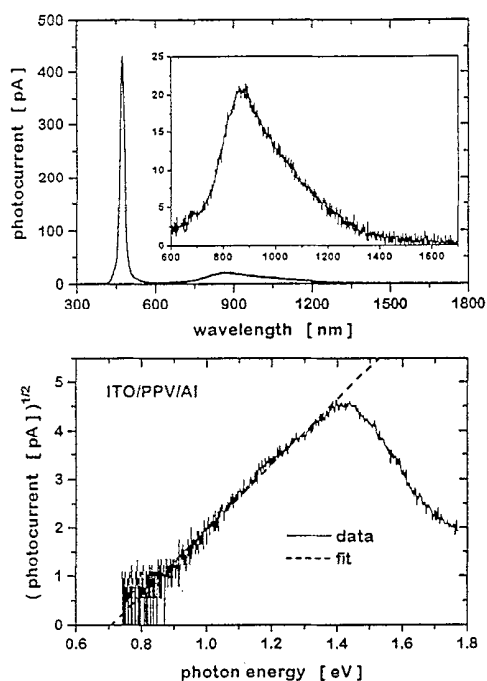 500
400
300
200
100
0
photocurrent [ pA ]
25
20
15
10
5
0
600 800 1000 1200 1400 1600
300 600 900 1200 1500 1800
wavelength [ nm ]
ITO/PPV/Al
5
4
3
2
1
0
( photocurrent [ pA ])1/2
data
fit
0.6 0.8 1.0 1.2 1.4 1.6 1.8
photon energy [ eV ]